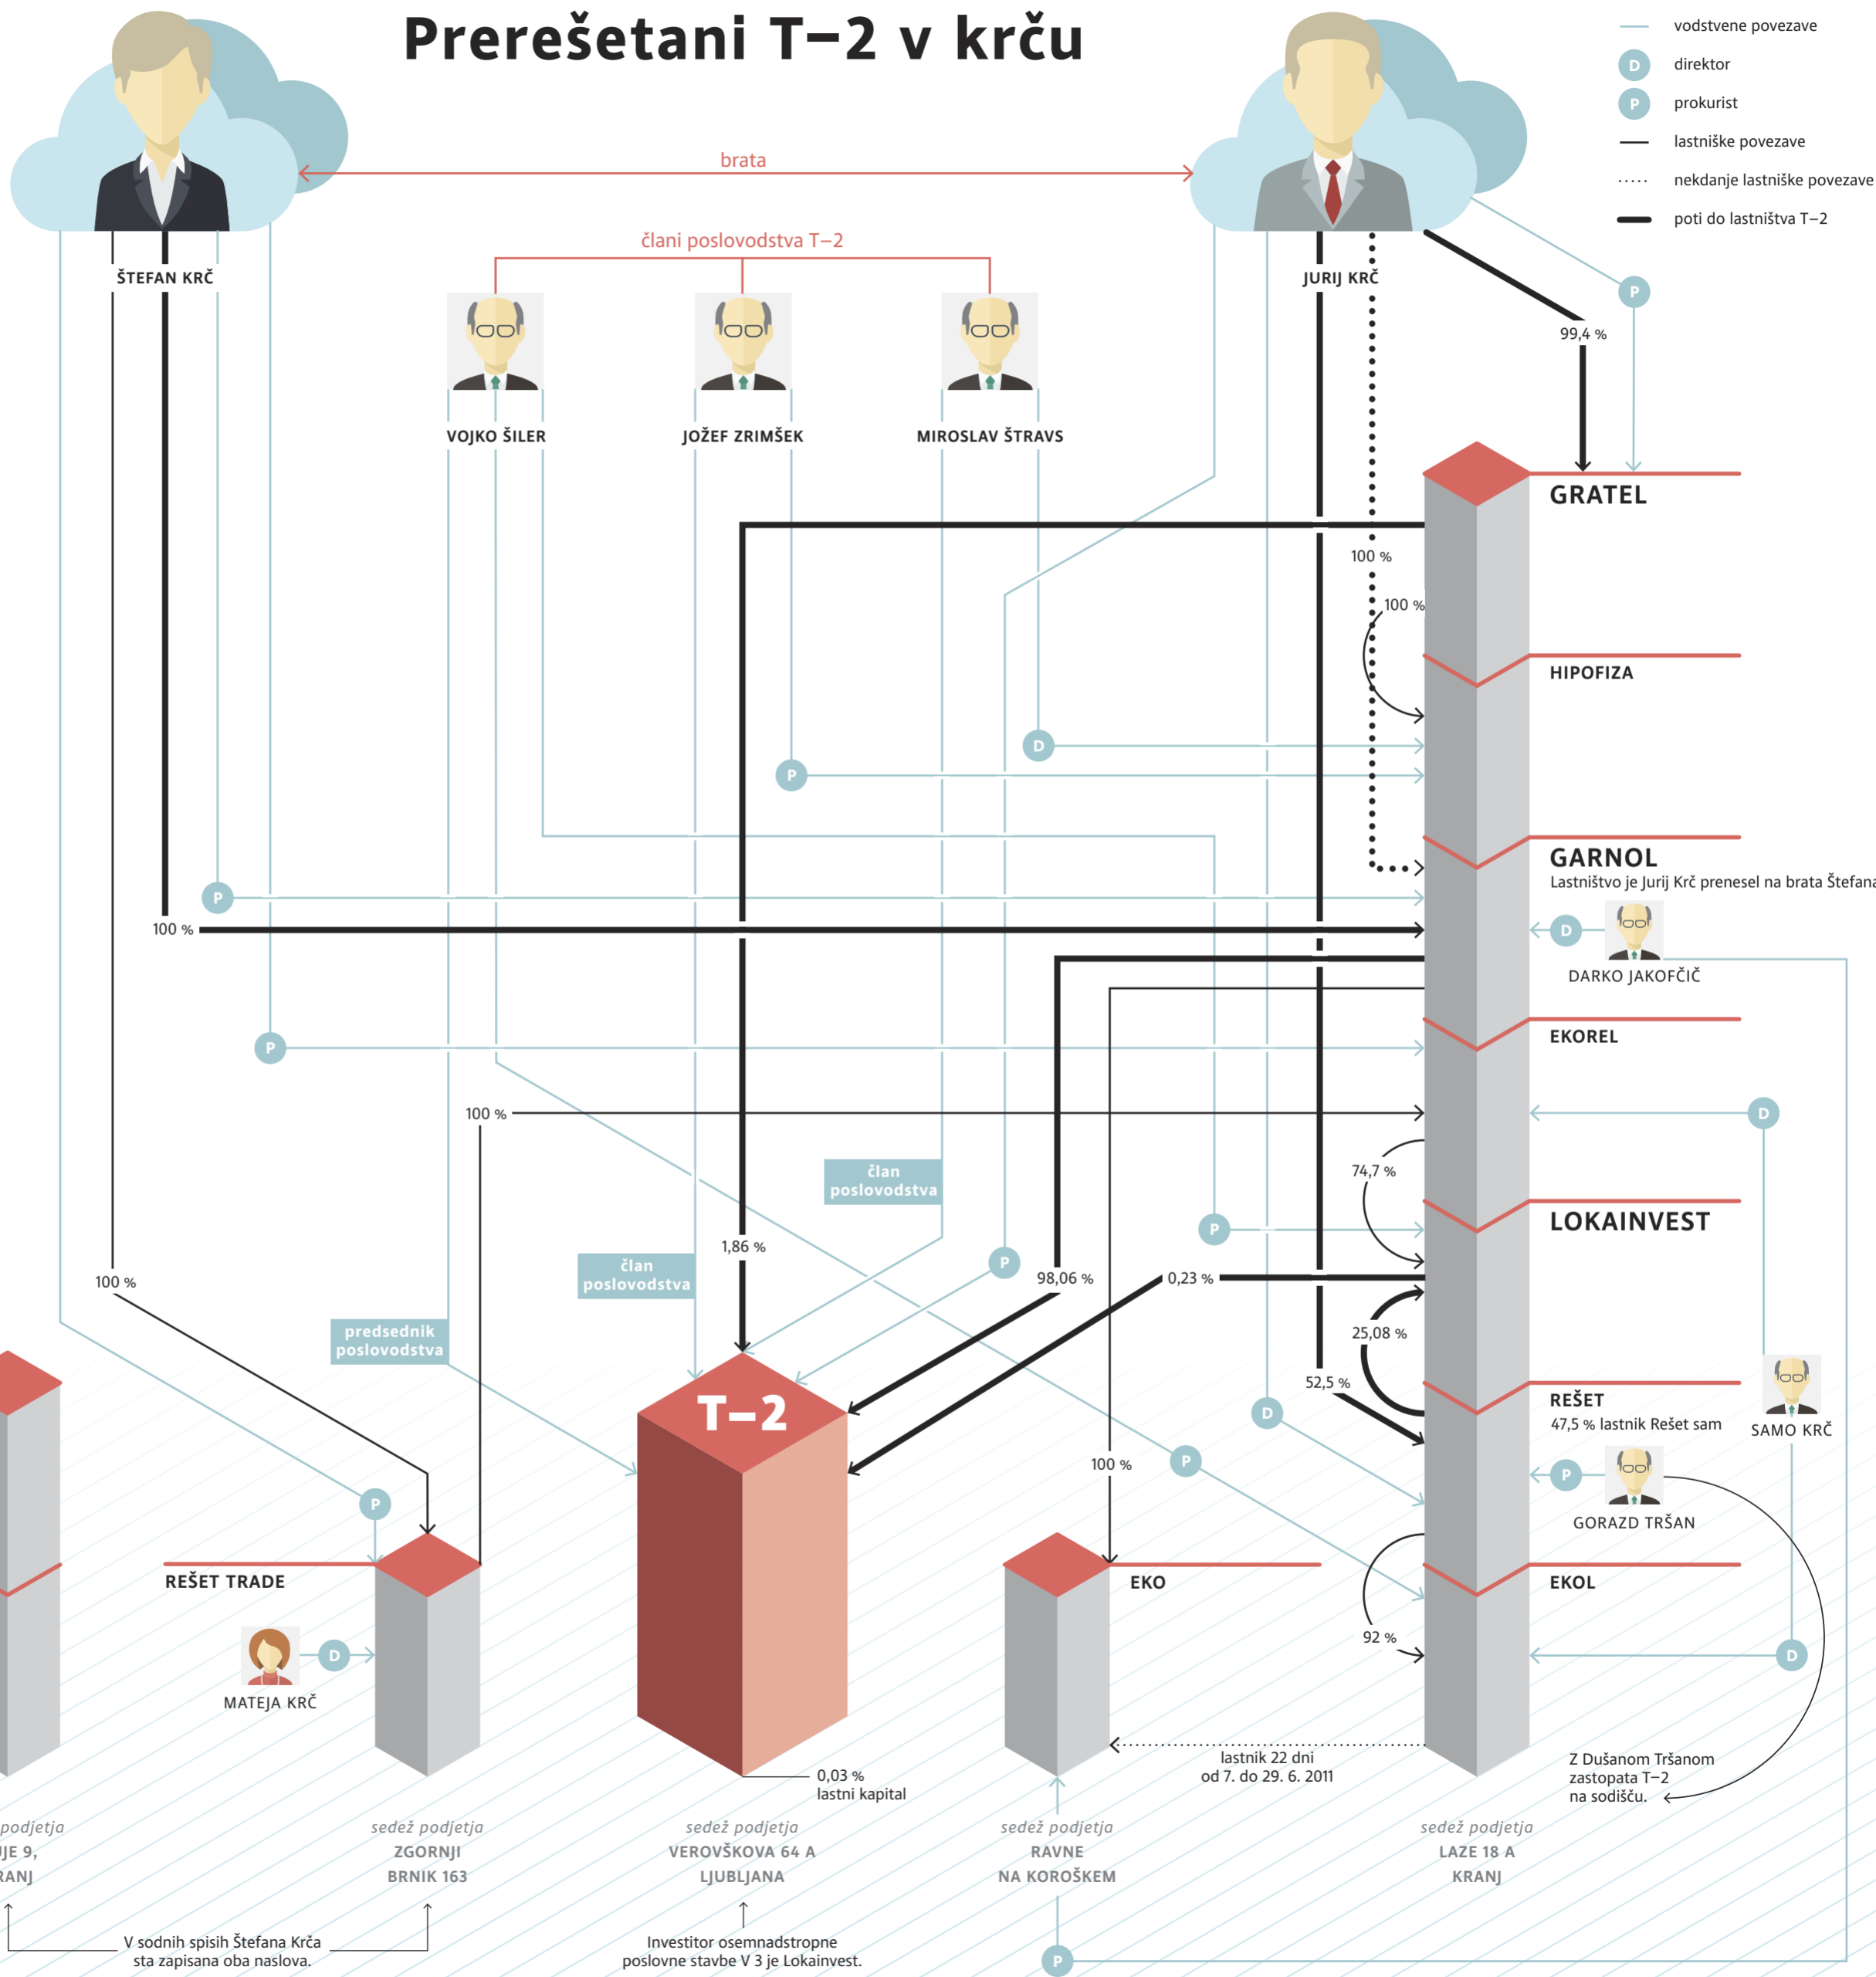 Prerešetani T–2 v krču
vodstvene povezave
D
direktor
P
prokurist
lastniške povezave
nekdanje lastniške povezave
poti do lastništva T–2
brata
člani poslovodstva T–2
ŠTEFAN KRČ
JURIJ KRČ
P
99,4 %
VOJKO ŠILER
JOŽEF ZRIMŠEK
MIROSLAV ŠTRAVS
GRATEL
100 %
100 %
HIPOFIZA
D
P
GARNOL
Lastništvo je Jurij Krč prenesel na brata Štefana
P
100 %
D
DARKO JAKOFČIČ
EKOREL
P
100 %
D
član
poslovodstva
74,7 %
LOKAINVEST
P
1,86 %
P
član
poslovodstva
98,06 %
0,23 %
100 %
predsednik
poslovodstva
25,08 %
52,5 %
REŠET
47,5 % lastnik Rešet sam
SAMO KRČ
T–2
D
P
100 %
P
GORAZD TRŠAN
P
REŠET TRADE
EKO
EKOL
92 %
D
D
MATEJA KRČ
lastnik 22 dni
od 7. do 29. 6. 2011
Z Dušanom Tršanom
zastopata T–2
na sodišču.
0,03 %
lastni kapital
podjetja
JE 9,
RANJ
sedež podjetja
ZGORNJI
BRNIK 163
sedež podjetja
VEROVŠKOVA 64 A
LJUBLJANA
sedež podjetja
RAVNE
NA KOROŠKEM
sedež podjetja
LAZE 18 A
KRANJ
V sodnih spisih Štefana Krča
sta zapisana oba naslova.
Investitor osemnadstropne
poslovne stavbe V 3 je Lokainvest.
P